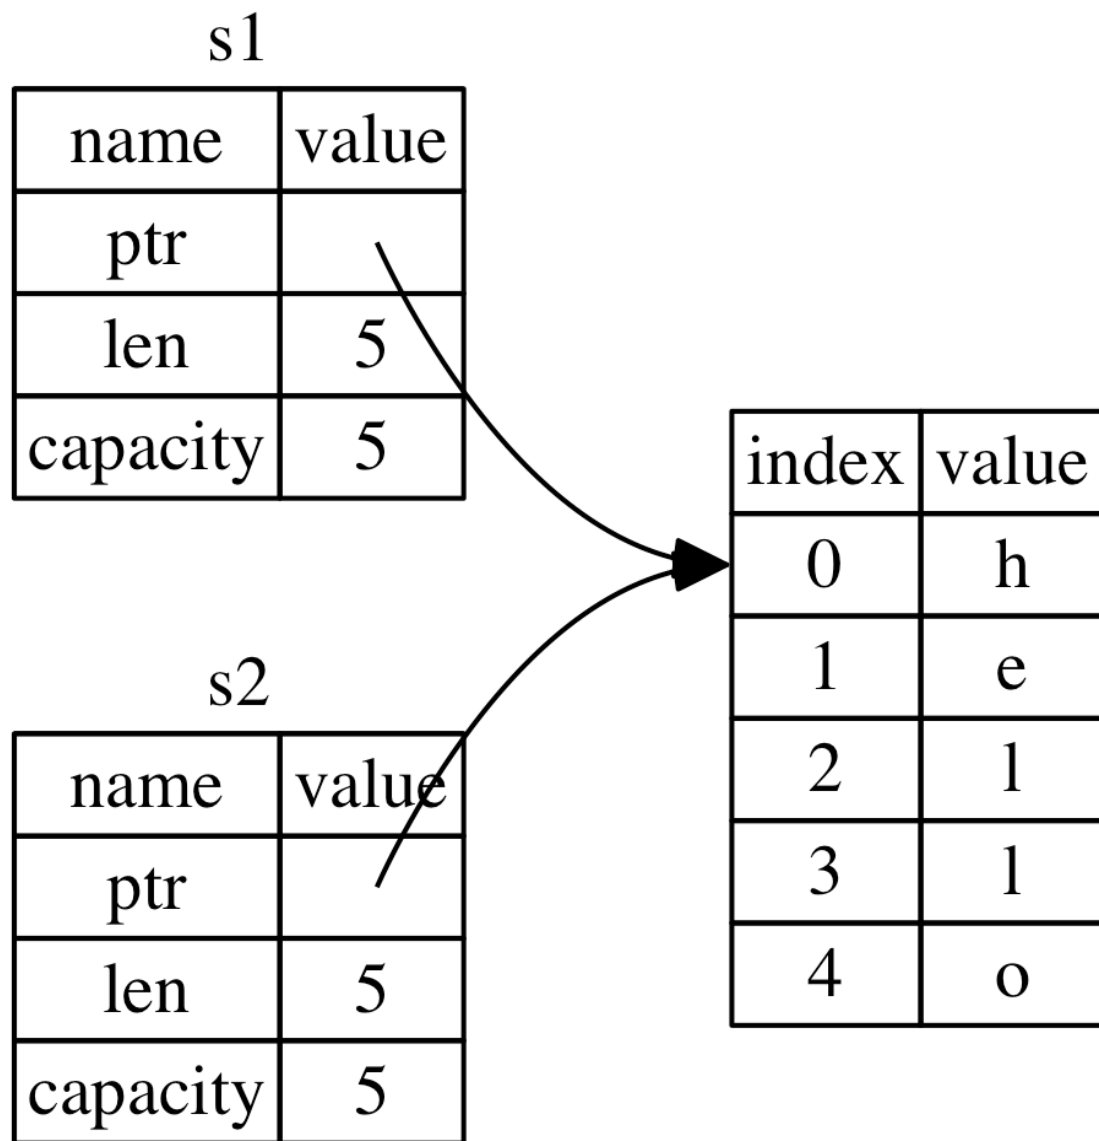 s1
name value
ptr
len 5
capacity 5
s2
name value
ptr
len 5
capacity 5
index value
0 h
1 e
2 l
3 l
4 o